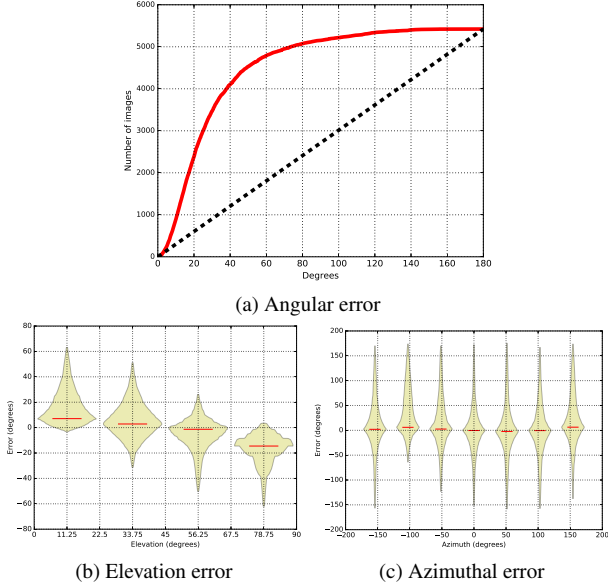 6000
5000
4000
3000
2000
1000
0
Number of images
0 20 40 60 80 100 120 140 160 180
Degrees
(a) Angular error
80
60
40
20
0
−20
−40
−60
−80
Error (degrees)
0 11.25 22.5 33.75 45 56.25 67.5 78.75 90
Elevation (degrees)
(b) Elevation error
200
150
100
50
0
−50
−100
−150
−200
Error (degrees)
−200 −150 −100 −50 0 50 100 150 200
Azimuth (degrees)
(c) Azimuthal error